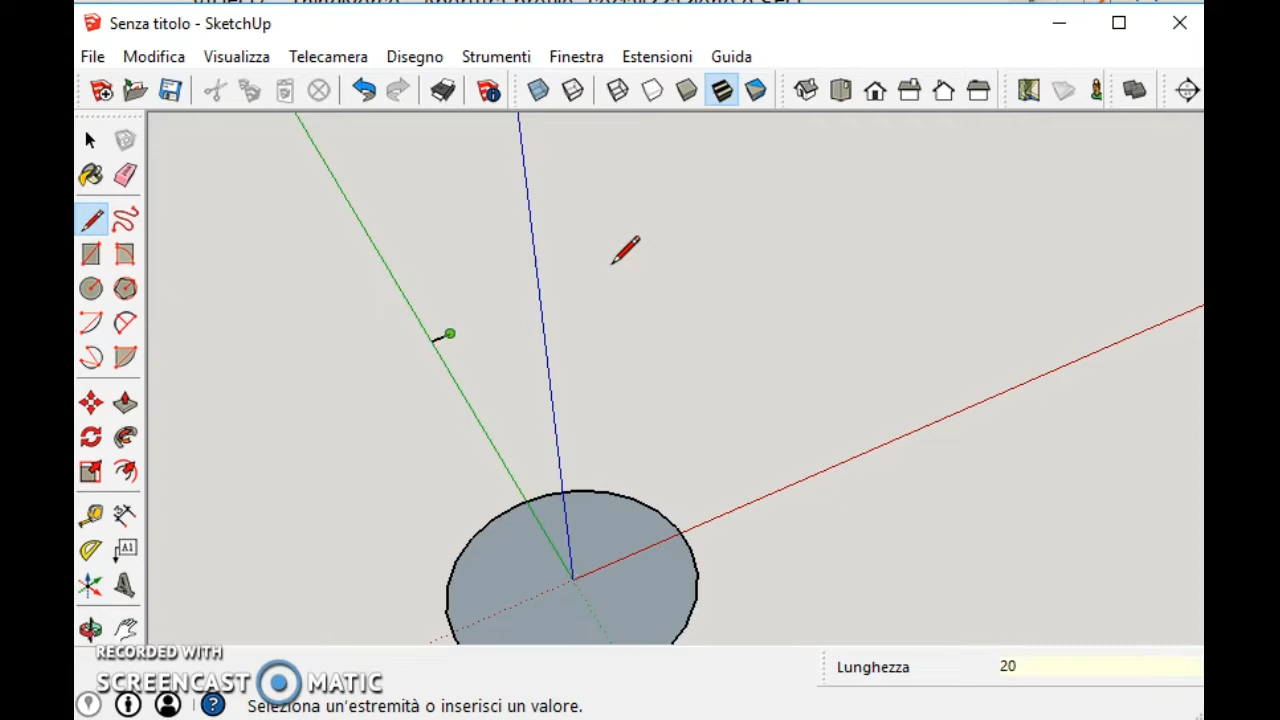 Senza titolo - SketchUp
File Modifica Visualizza Telecamera Disegno Strumenti Finestra Estensioni Guida
A1
RECORDED WITH
SCREENCAST MATIC
Lunghezza 20
Seleziona un'estremità o inserisci un valore.